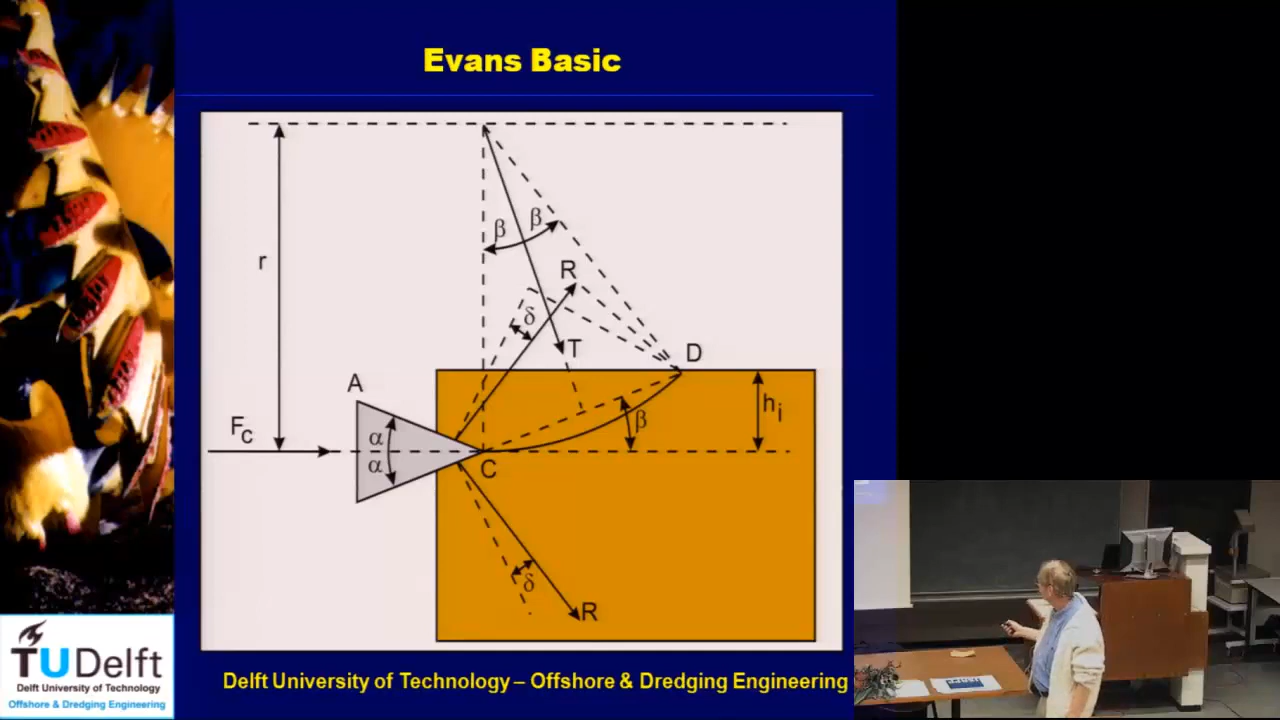 Evans Basic
r
β
β
R
δ
T
D
A
h i
F C
α
α
β
C
δ
R
TU Delft
Delft University of Technology
Offshore & Dredging Engineering
Delft University of Technology – Offshore & Dredging Engineering